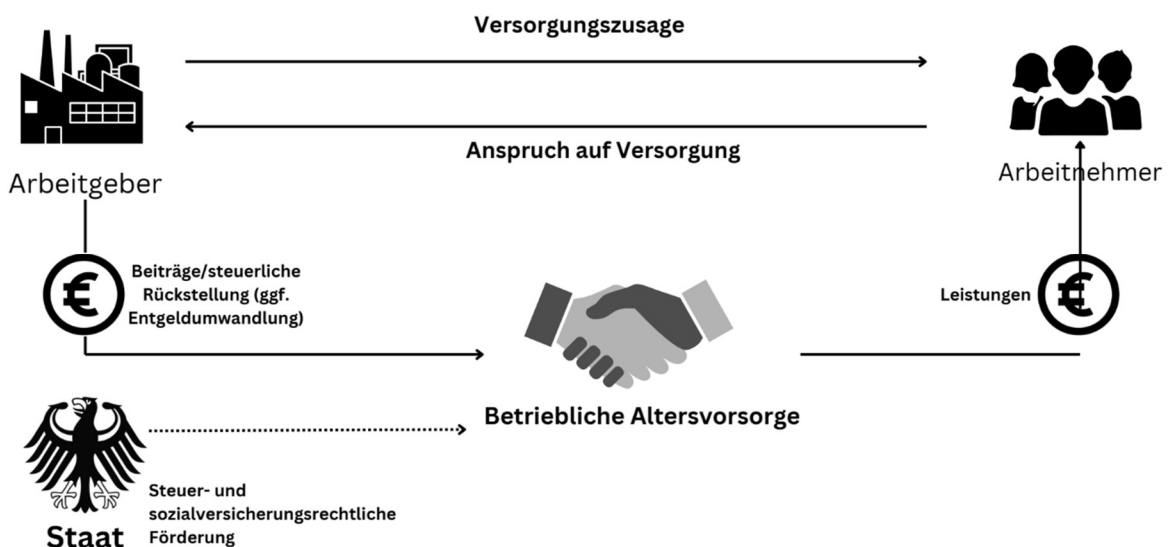 Versorgungszusage
Anspruch auf Versorgung
Arbeitgeber
Arbeitnehmer
Beiträge/steuerliche
Rückstellung (ggf.
Entgeldumwandlung)
Leistungen
Betriebliche Altersvorsorge
Steuer- und
sozialversicherungsrechtliche
Förderung
Staat